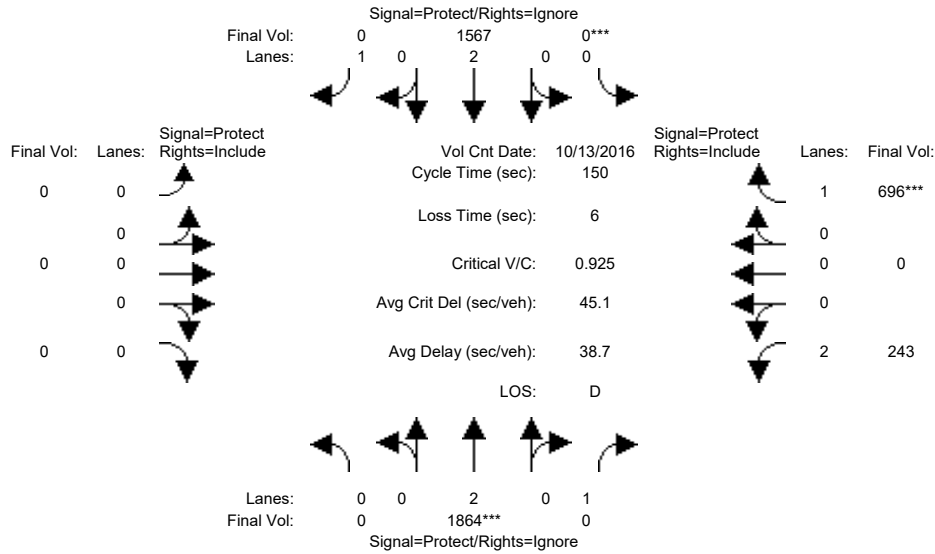 Signal=Protect/Rights=Ignore
Final Vol: 0 1567 0***
Lanes: 1 0 2 0 0
Signal=Protect Signal=Protect
Final Vol: Lanes: Rights=Include Vol Cnt Date: 10/13/2016 Rights=Include Lanes: Final Vol:
Cycle Time (sec): 150
0 0 1 696***
Loss Time (sec): 6
0 0
0 0 Critical V/C: 0.925 0 0
0 Avg Crit Del (sec/veh): 45.1 0
0 0 Avg Delay (sec/veh): 38.7 2 243
LOS: D
Lanes: 0 0 2 0 1
Final Vol: 0 1864*** 0
Signal=Protect/Rights=Ignore